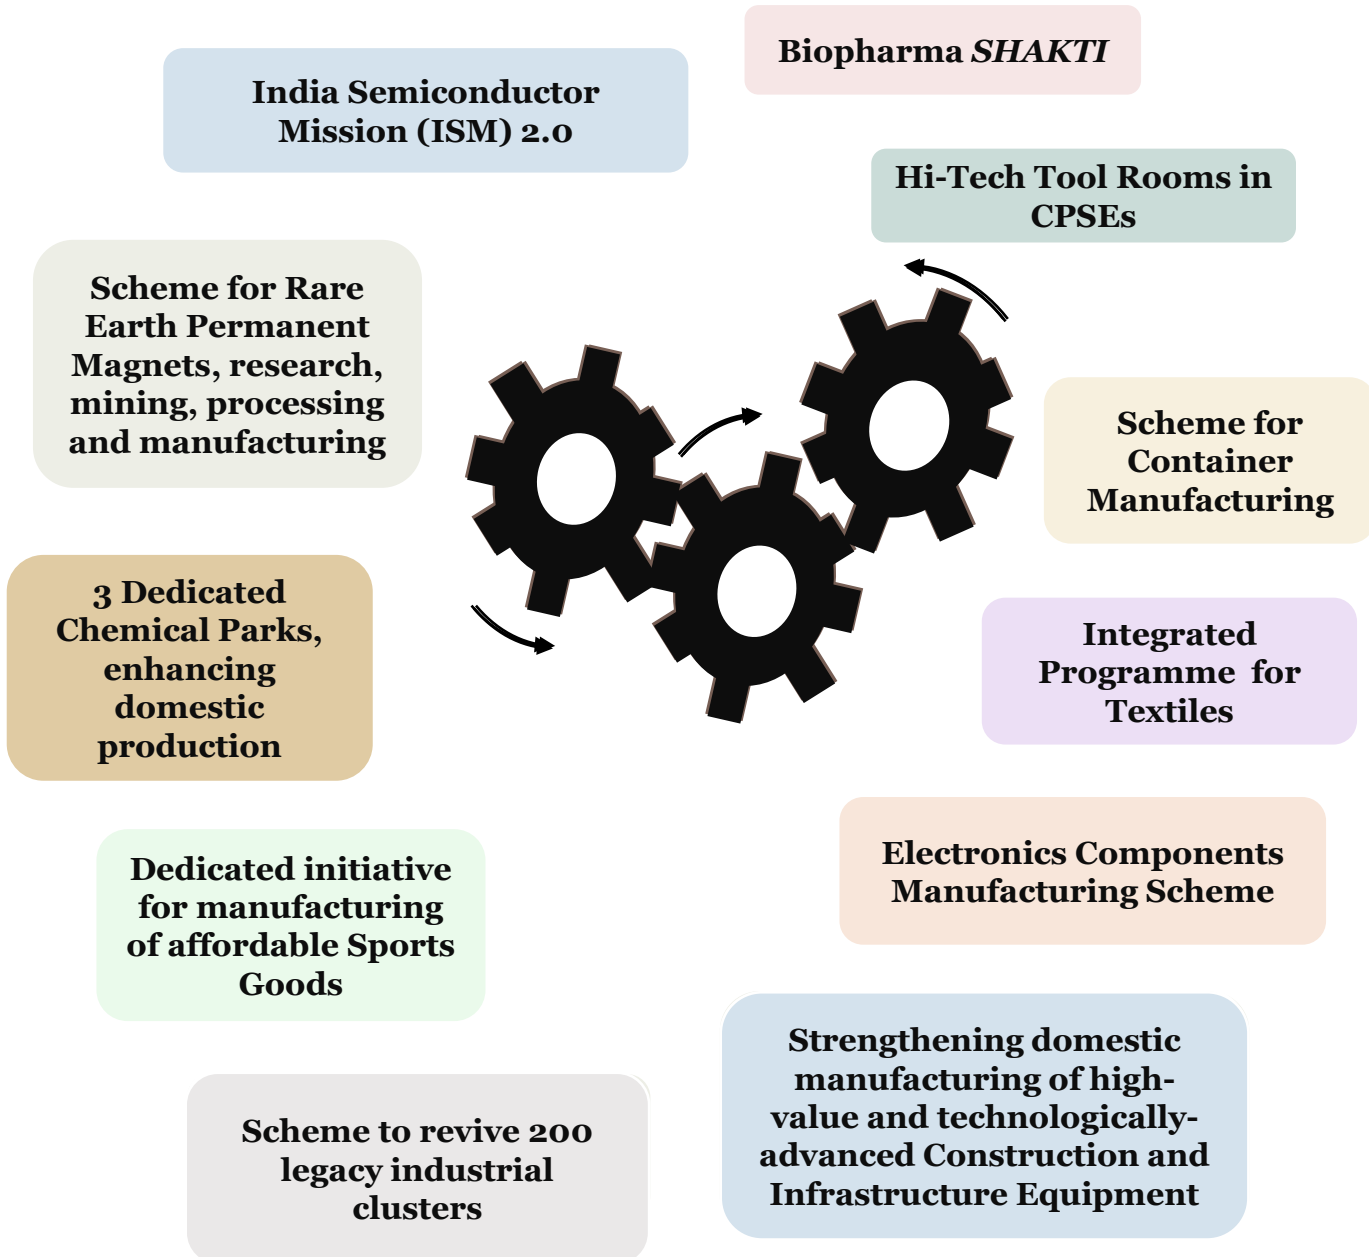 Biopharma SHAKTI
India Semiconductor
Mission (ISM) 2.0
Hi-Tech Tool Rooms in
CPSEs
Scheme for Rare
Earth Permanent
Magnets, research,
mining, processing
and manufacturing
Scheme for
Container
Manufacturing
3 Dedicated
Chemical Parks,
enhancing
domestic
production
Integrated
Programme for
Textiles
Dedicated initiative
for manufacturing
of affordable Sports
Goods
Electronics Components
Manufacturing Scheme
Scheme to revive 200
legacy industrial
clusters
Strengthening domestic
manufacturing of high-
value and technologically-
advanced Construction and
Infrastructure Equipment